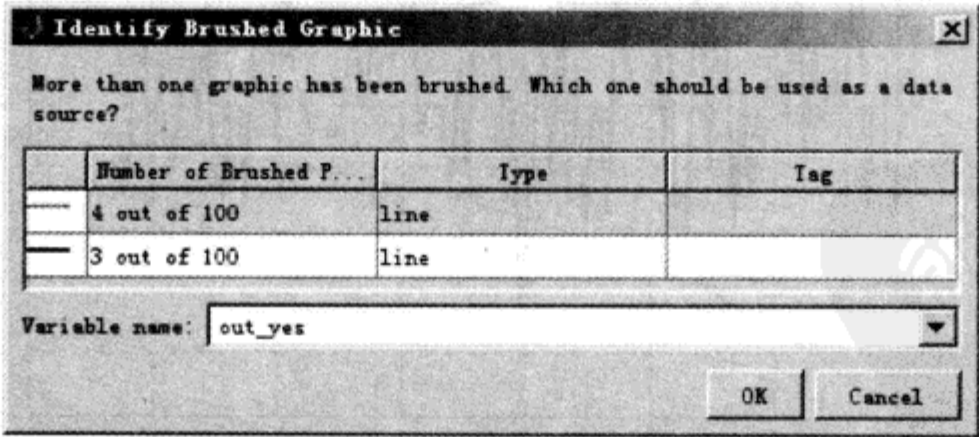 Identify Brushed Graphic
More than one graphic has been brushed. Which one should be used as a data
source?
Number of Brushed P... Type Tag
4 out of 100 line
3 out of 100 line
Variable name: out_yes
OK Cancel